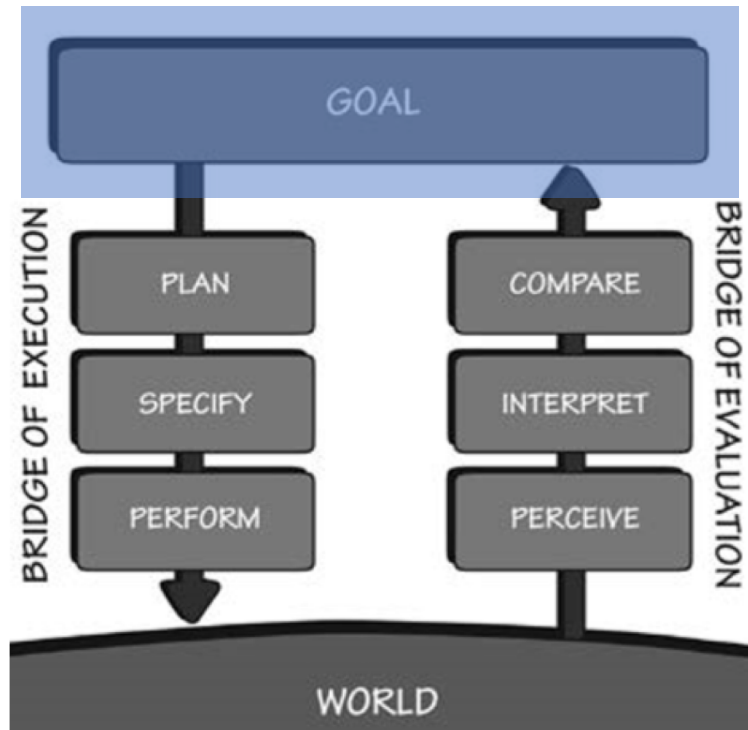 GOAL
BRIDGE OF EXECUTION
PLAN
SPECIFY
PERFORM
COMPARE
INTERPRET
PERCEIVE
BRIDGE OF EVALUATION
WORLD